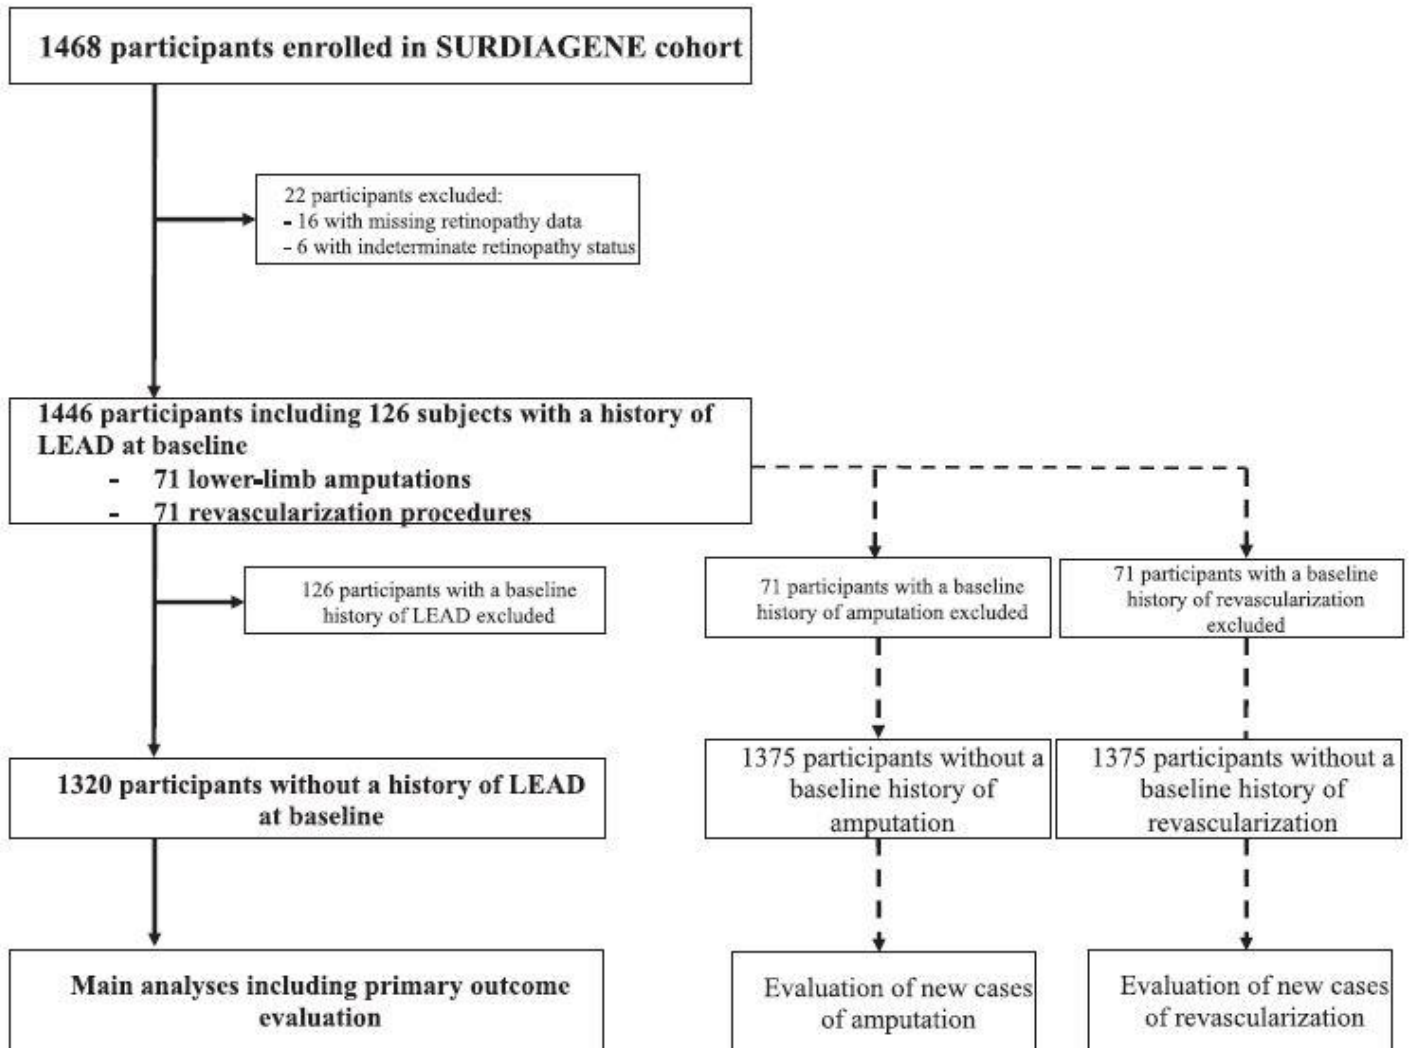 1468 participants enrolled in SURDIAGENE cohort
22 participants excluded:
- 16 with missing retinopathy data
- 6 with indeterminate retinopathy status
1446 participants including 126 subjects with a history of
LEAD at baseline
- 71 lower-limb amputations
- 71 revascularization procedures
126 participants with a baseline
history of LEAD excluded
71 participants with a baseline
history of amputation excluded
71 participants with a baseline
history of revascularization
excluded
1320 participants without a history of LEAD
at baseline
1375 participants without a
baseline history of
amputation
1375 participants without a
baseline history of
revascularization
Main analyses including primary outcome
evaluation
Evaluation of new cases
of amputation
Evaluation of new cases
of revascularization